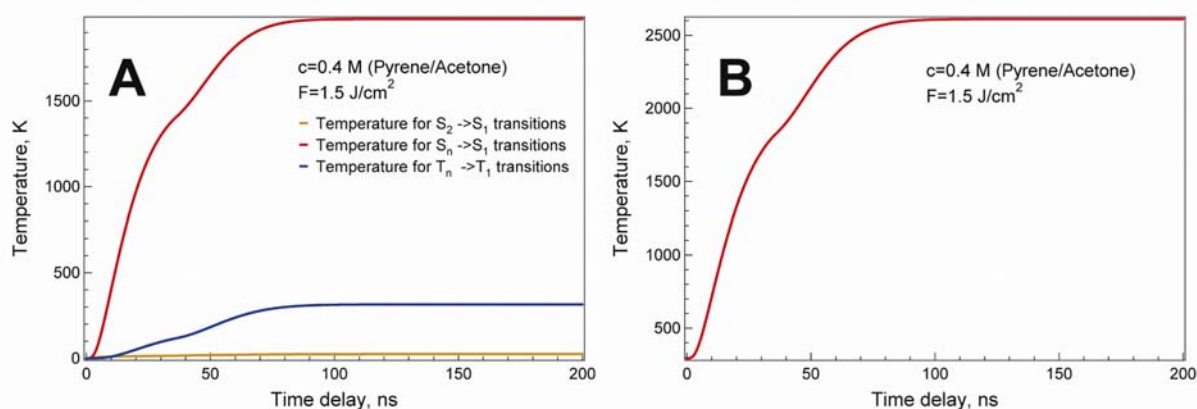 A
c=0.4 M (Pyrene/Acetone)
F=1.5 J/cm²
Temperature for S₂ ->S₁ transitions
Temperature for Sₙ ->S₁ transitions
Temperature for Tₙ ->T₁ transitions
Temperature, K
1500
1000
500
0
0
50
100
150
200
Time delay, ns
B
c=0.4 M (Pyrene/Acetone)
F=1.5 J/cm²
Temperature, K
2500
2000
1500
1000
500
0
50
100
150
200
Time delay, ns